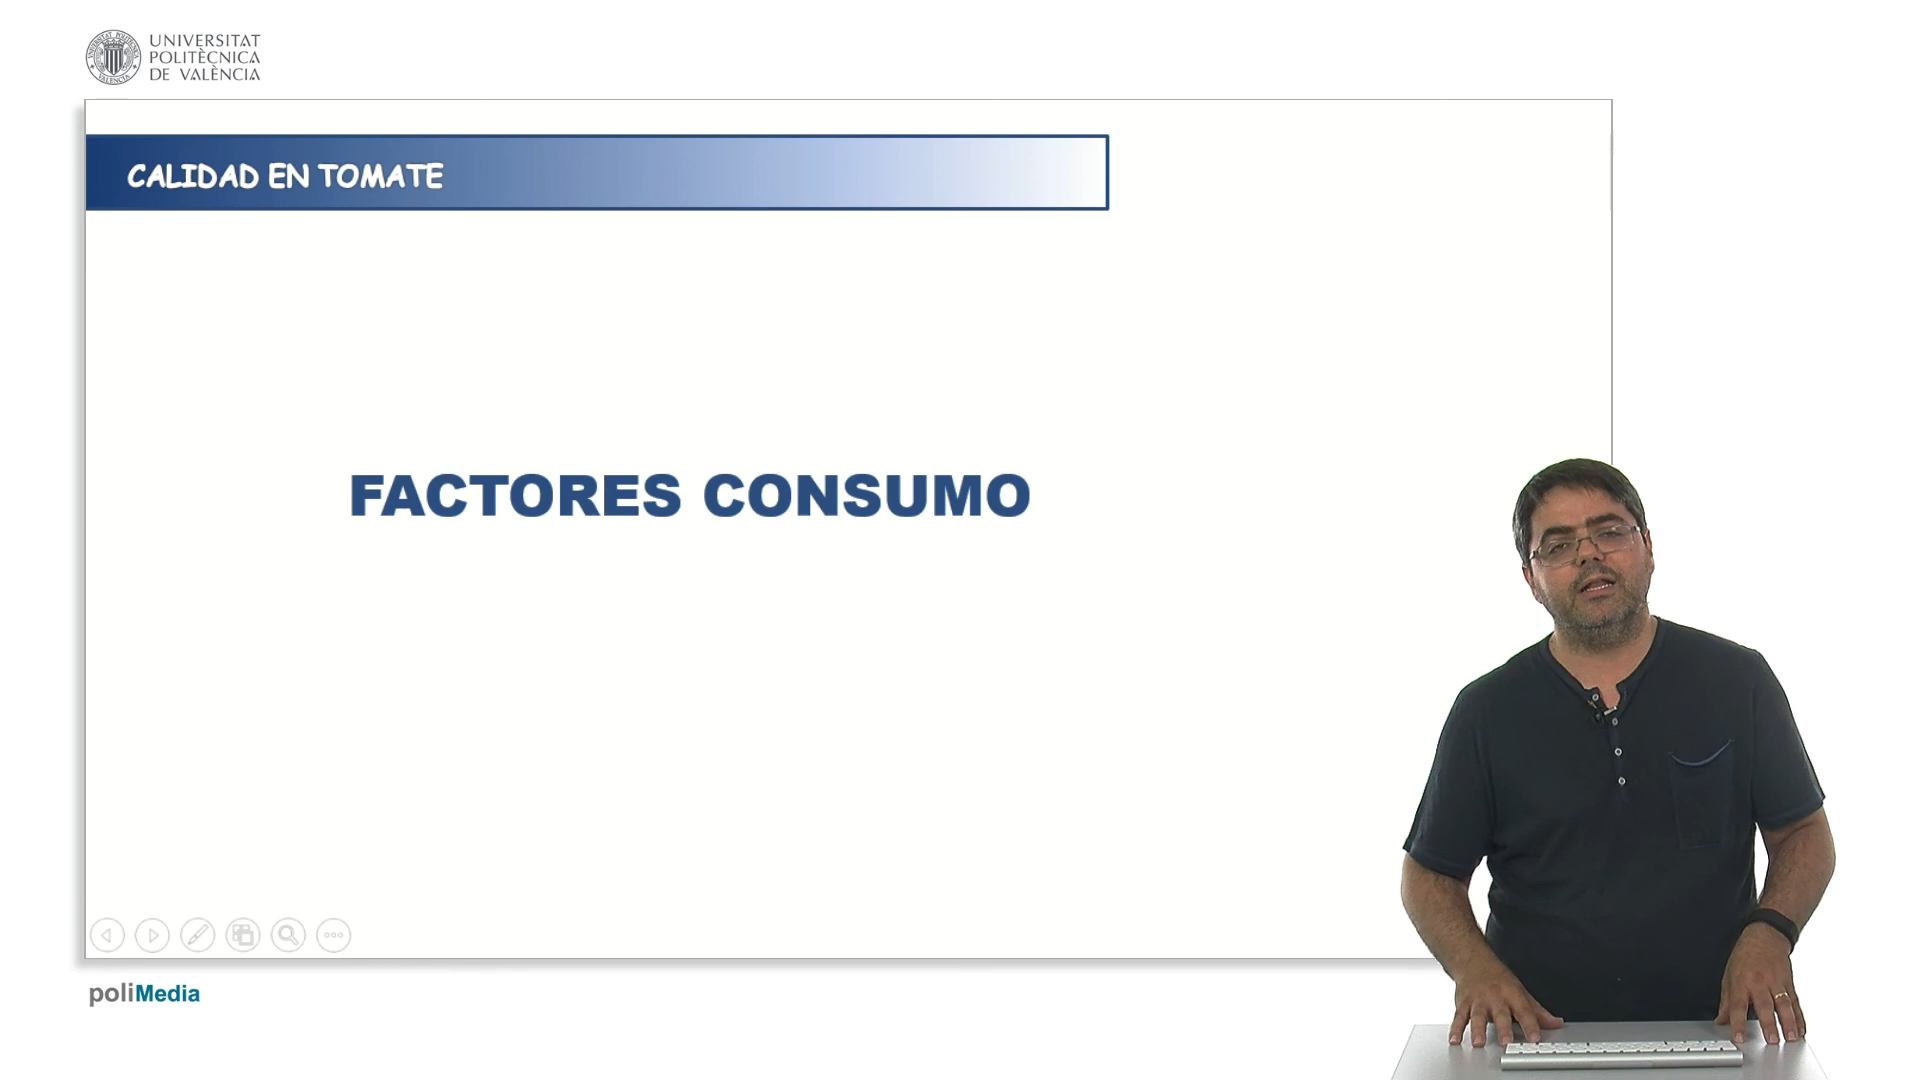 UNIVERSITAT
POLITÈCNICA
DE VALÈNCIA
CALIDAD EN TOMATE
FACTORES CONSUMO
poliMedia